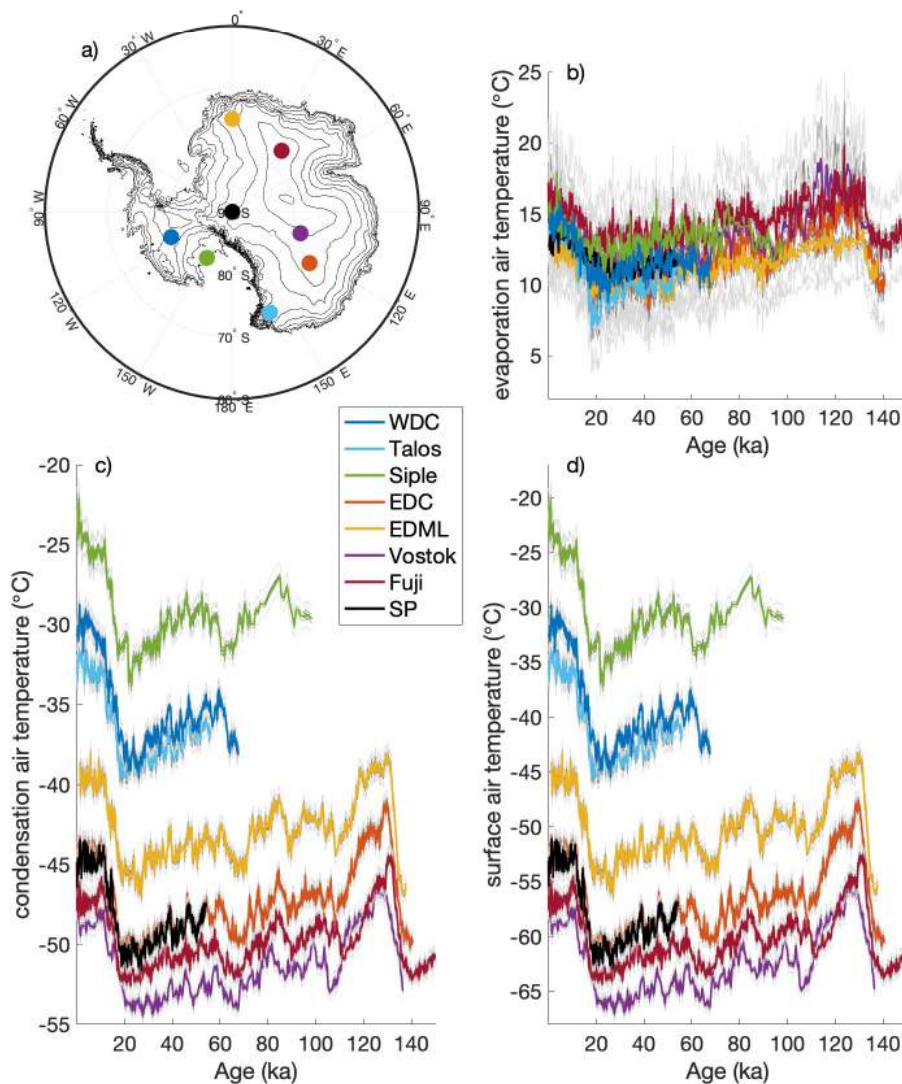 a)
0°
30° E
60° E
90° E
120° E
150° E
180° E
150° W
120° W
90° W
60° W
30° W
80° S
70° S
b)
evaporation air temperature (°C)
25
20
15
10
5
20 40 60 80 100 120 140
Age (ka)
WDC
Talos
Siple
EDC
EDML
Vostok
Fuji
SP
c)
condensation air temperature (°C)
-20
-25
-30
-35
-40
-45
-50
-55
20 40 60 80 100 120 140
Age (ka)
d)
surface air temperature (°C)
-20
-25
-30
-35
-40
-45
-50
-55
-60
-65
20 40 60 80 100 120 140
Age (ka)